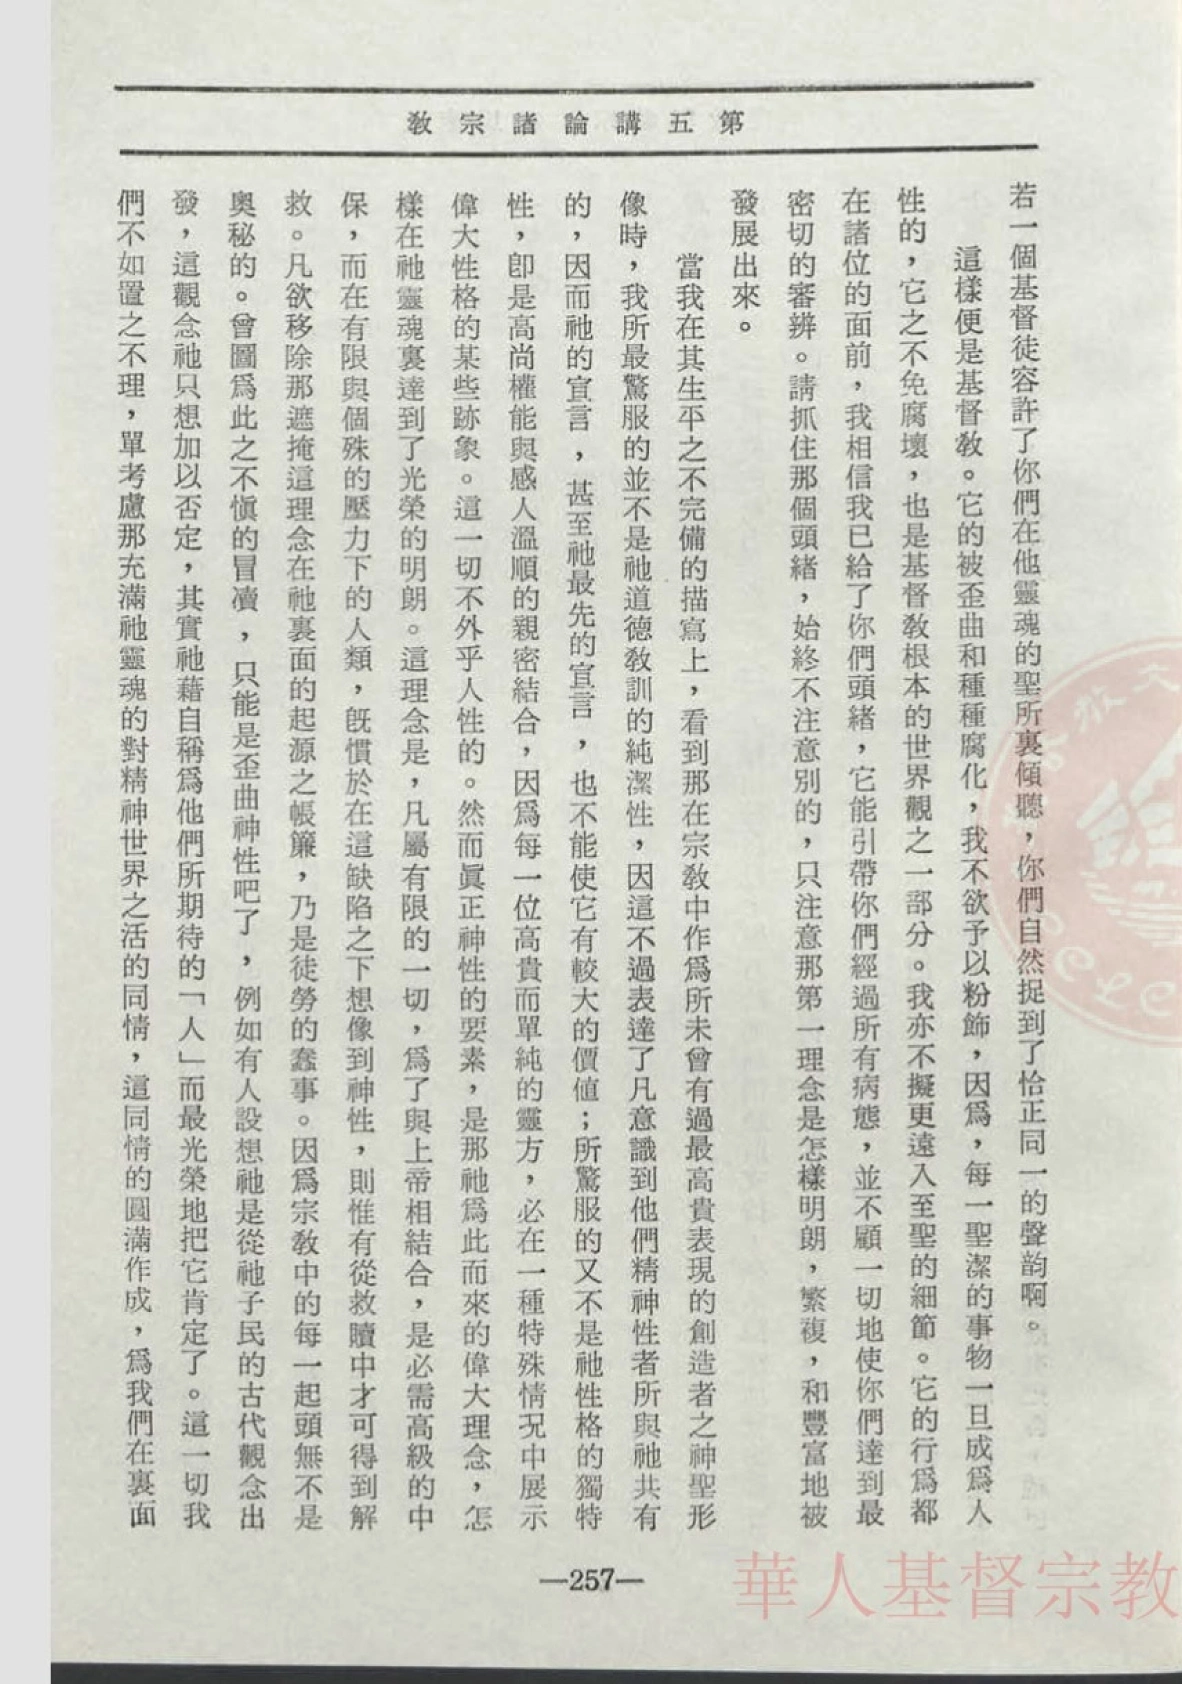 第五講論諸宗敎
若一個基督徒容許了你們在他靈魂的聖所裏傾聽，你們自然捉到了恰正同一的聲韵啊。
這樣便是基督敎。它的被歪曲和種種腐化，我不欲予以粉飾，因爲，每一聖潔的事物一旦成爲人
性的，它之不免腐壞，也是基督敎根本的世界觀之一部分。我亦不擬更遠入至聖的細節。它的行爲都
在諸位的面前，我相信我已給了你們頭緒，它能引帶你們經過所有病態，並不顧一切地使你們達到最
密切的審辨。請抓住那個頭緒，始終不注意別的，只注意那第一理念是怎樣明朗，繁複，和豐富地被
發展出來。
當我在其生平之不完備的描寫上，看到那在宗敎中作爲所未曾有過最高貴表現的創造者之神聖形
像時，我所最驚服的並不是祂道德敎訓的純潔性，因這不過表達了凡意識到他們精神性者所與祂共有
的，因而祂的宣言，甚至祂最先的宣言，也不能使它有較大的價値；所驚服的又不是祂性格的獨特
性，卽是高尚權能與感人溫順的親密結合，因爲每一位高貴而單純的靈方，必在一種特殊情況中展示
偉大性格的某些跡象。這一切不外乎人性的。然而眞正神性的要素，是那祂爲此而來的偉大理念，怎
樣在祂靈魂裏達到了光榮的明朗。這理念是，凡屬有限的一切，爲了與上帝相結合，是必需高級的中
保，而在有限與個殊的壓力下的人類，旣慣於在這缺陷之下想像到神性，則惟有從救贖中才可得到解
救。凡欲移除那遮掩這理念在祂裏面的起源之帳簾，乃是徒勞的蠢事。因爲宗敎中的每一起頭無不是
奧秘的。曾圖爲此之不愼的冒瀆，只能是歪曲神性吧了，例如有人設想祂是從祂子民的古代觀念出
發，這觀念祂只想加以否定，其實祂藉自稱爲他們所期待的「人」而最光榮地把它肯定了。這一切我
們不如置之不理，單考慮那充滿祂靈魂的對精神世界之活的同情，這同情的圓滿作成，爲我們在裏面
—257—
華人基督宗教